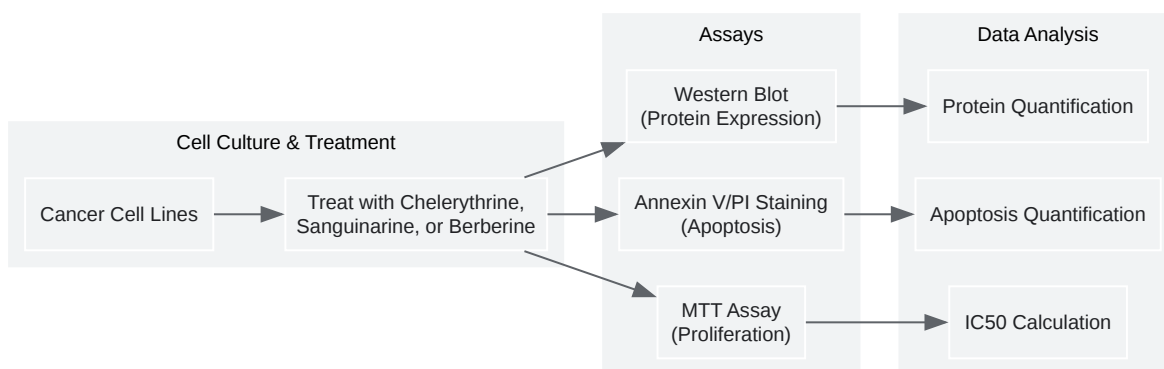 Cell Culture & Treatment
Cancer Cell Lines
Treat with Chelerythrine,
Sanguinarine, or Berberine
Assays
Western Blot
(Protein Expression)
Annexin V/PI Staining
(Apoptosis)
MTT Assay
(Proliferation)
Data Analysis
Protein Quantification
Apoptosis Quantification
IC50 Calculation